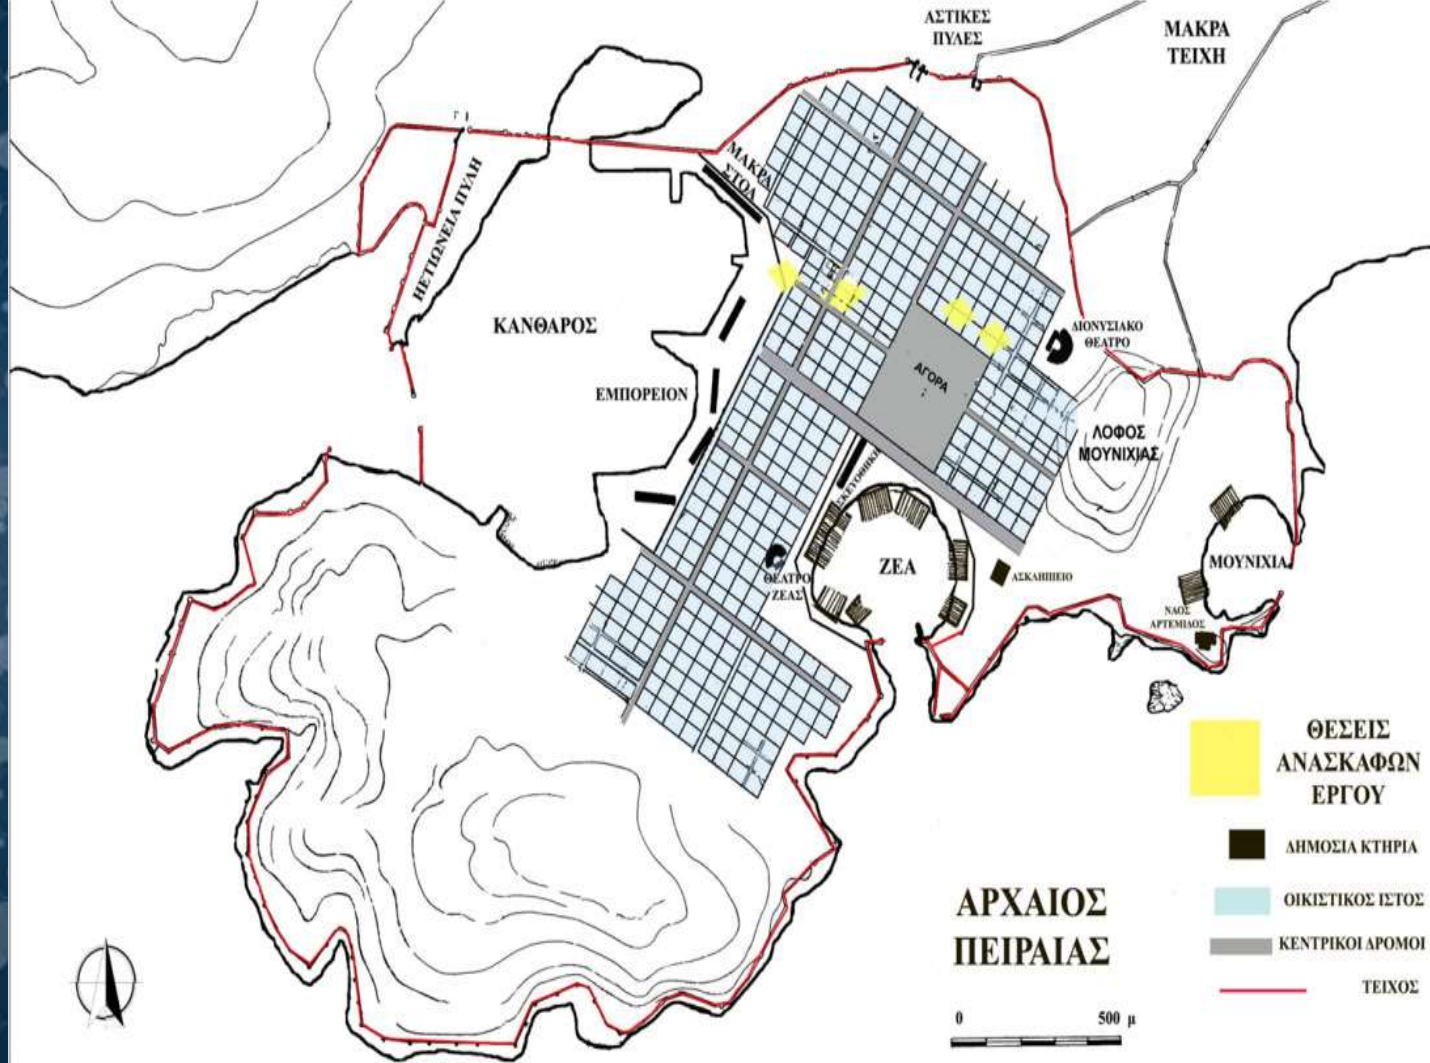 ΑΣΤΙΚΕΣ
ΠΥΛΕΣ
ΜΑΚΡΑ
ΤΕΙΧΗ
ΜΑΚΡΑ
ΣΤΟΑ
ΗΕΤΙΩΝΕΙΑ ΠΥΛΗ
ΚΑΝΘΑΡΟΣ
ΔΙΟΝΥΣΙΑΚΟ
ΘΕΑΤΡΟ
ΕΜΠΟΡΕΙΟΝ
ΑΓΟΡΑ
ΛΟΦΟΣ
ΜΟΥΝΙΧΙΑΣ
ΣΚΕΥΟΘΗΚΗ
ΖΕΑ
ΘΕΑΤΡΟ
ΖΕΑΣ
ΑΣΚΛΗΠΙΕΙΟ
ΜΟΥΝΙΧΙΑ
ΝΑΟΣ
ΑΡΤΕΜΙΔΟΣ
ΘΕΣΕΙΣ
ΑΝΑΣΚΑΦΩΝ
ΕΡΓΟΥ
ΔΗΜΟΣΙΑ ΚΤΗΡΙΑ
ΟΙΚΙΣΤΙΚΟΣ ΙΣΤΟΣ
ΚΕΝΤΡΙΚΟΙ ΔΡΟΜΟΙ
ΤΕΙΧΟΣ
ΑΡΧΑΙΟΣ
ΠΕΙΡΑΙΑΣ
0 500 μ